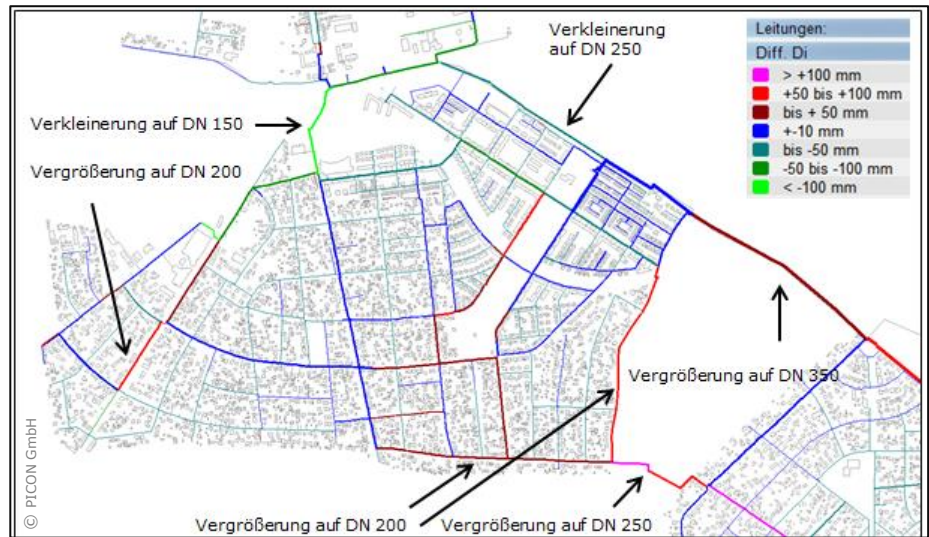 Verkleinerung
auf DN 250
Leitungen:
Diff. Di
> +100 mm
+50 bis +100 mm
bis + 50 mm
+-10 mm
bis -50 mm
-50 bis -100 mm
< -100 mm
Verkleinerung auf DN 150
Vergrößerung auf DN 200
Vergrößerung auf DN 350
Vergrößerung auf DN 200
Vergrößerung auf DN 250
© PICON GmbH